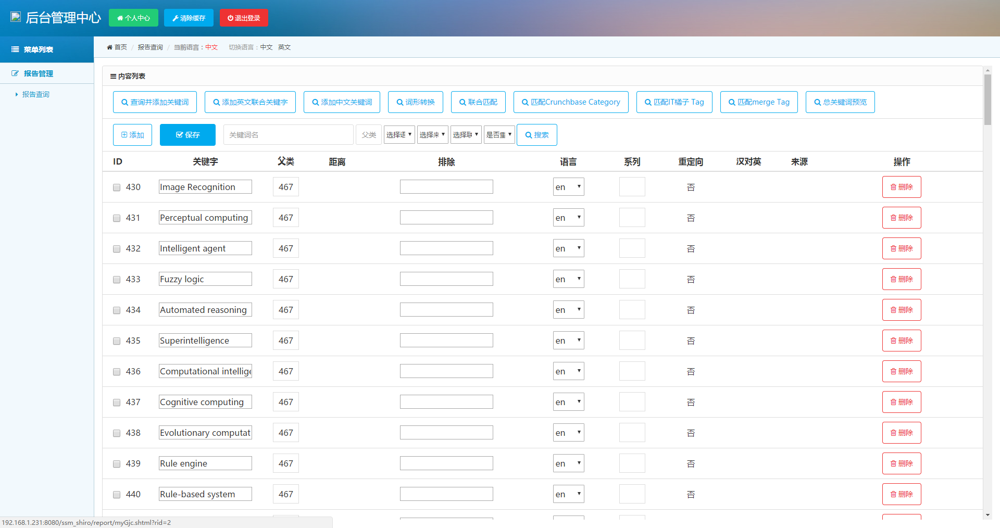 后台管理中心 个人中心 清除缓存 退出登录
菜单列表
首页 / 报告查询 / 当前语言：中文 切换语言：中文 英文
报告管理
报告查询
内容列表
查询并添加关键词 添加英文联合关键字 添加中文关键词 词形转换 联合匹配 匹配Crunchbase Category 匹配IT橘子 Tag 匹配merge Tag 总关键词预览
添加 保存 关键词名 父类 选择语 选择来 选择联 是否重 搜索
ID 关键字 父类 距离 排除 语言 系列 重定向 汉对英 来源 操作
430 Image Recognition 467 en 否 删除
431 Perceptual computing 467 en 否 删除
432 Intelligent agent 467 en 否 删除
433 Fuzzy logic 467 en 否 删除
434 Automated reasoning 467 en 否 删除
435 Superintelligence 467 en 否 删除
436 Computational intellige 467 en 否 删除
437 Cognitive computing 467 en 否 删除
438 Evolutionary computat 467 en 否 删除
439 Rule engine 467 en 否 删除
440 Rule-based system 467 en 否 删除
192.168.1.231:8080/ssm_shiro/report/myGjc.shtml?rid=2